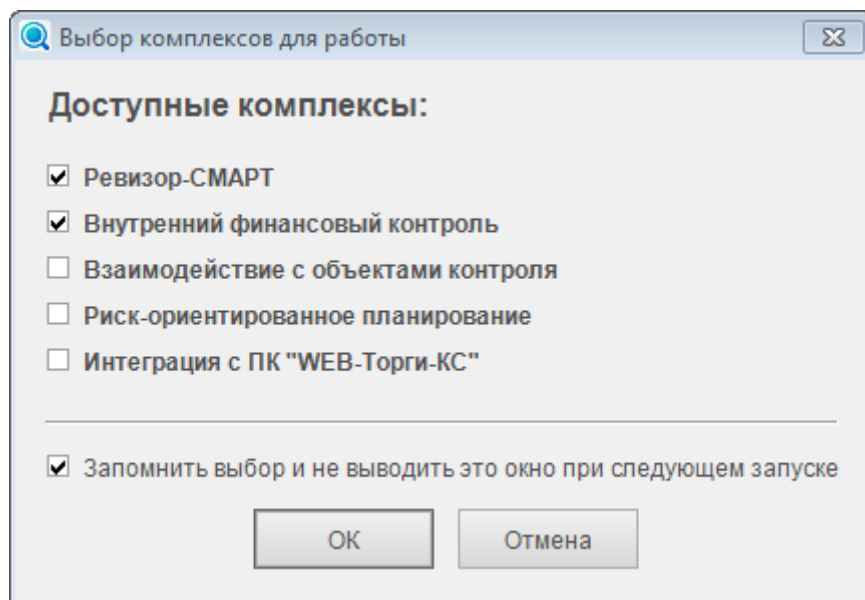 Выбор комплексов для работы
Доступные комплексы:
Ревизор-СМАРТ
Внутренний финансовый контроль
Взаимодействие с объектами контроля
Риск-ориентированное планирование
Интеграция с ПК "WEB-Торги-КС"
Запомнить выбор и не выводить это окно при следующем запуске
ОК Отмена